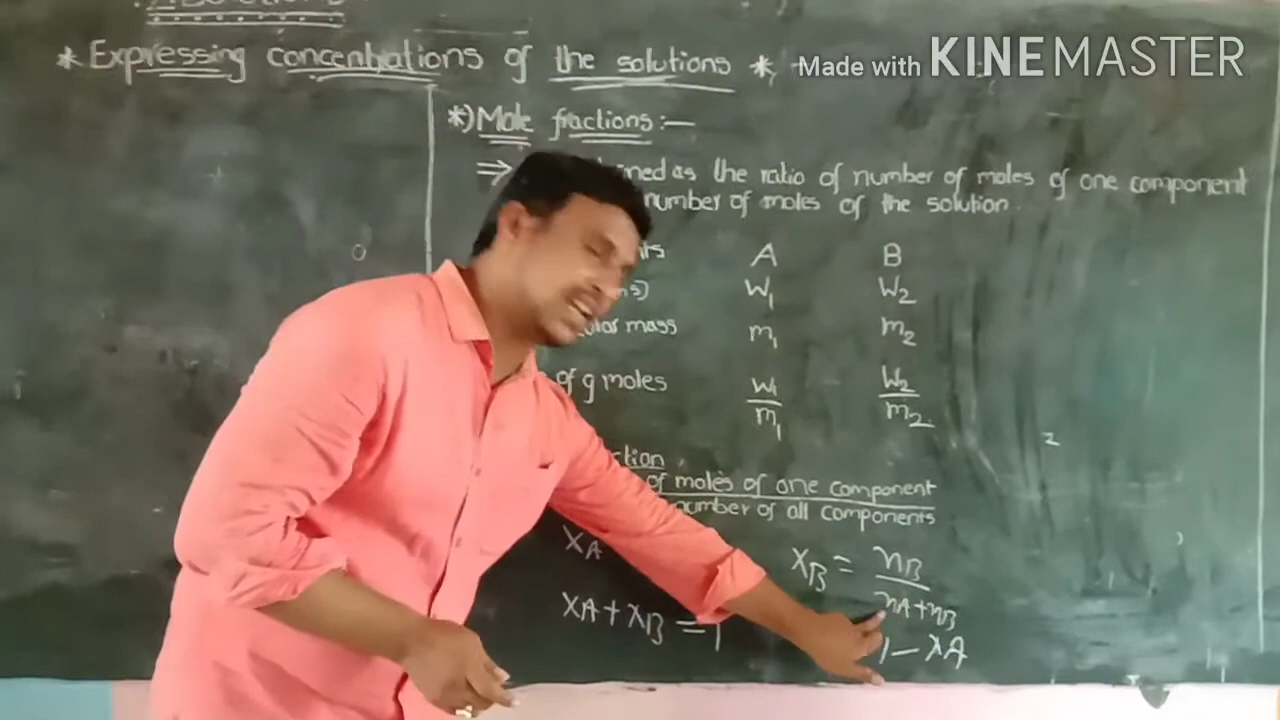 * Expressing concentrations of the solutions *
Made with KINEMASTER
*) Mole fractions :—
⇒ as the ratio of number of moles of one component
number of moles of the solution.
A B
W₁ W₂
mass m₁ m₂
of g moles W₁/m₁ W₂/m₂
of moles of one component
number of all components
XA XB = nB/(nA+nB)
XA + XB = 1 1 – XA